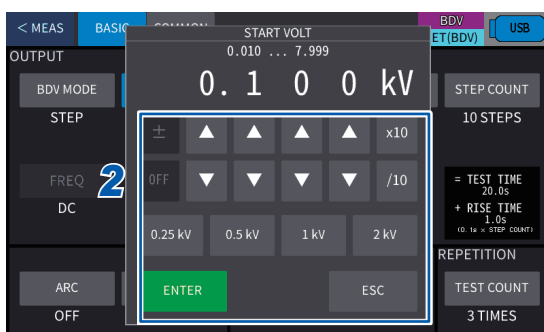 < MEAS BASIC COMMON BDV USB
ET(BDV)
START VOLT
0.010 ... 7.999
0.100 kV
OUTPUT
BDV MODE
STEP
STEP COUNT
10 STEPS
± ▲ ▲ ▲ ▲ x10
OFF ▼ ▼ ▼ ▼ /10
2
FREQ
DC
= TEST TIME
20.0s
+ RISE TIME
1.0s
(0.1s x STEP COUNT)
0.25 kV 0.5 kV 1 kV 2 kV
REPETITION
ENTER ESC
ARC
OFF
TEST COUNT
3 TIMES